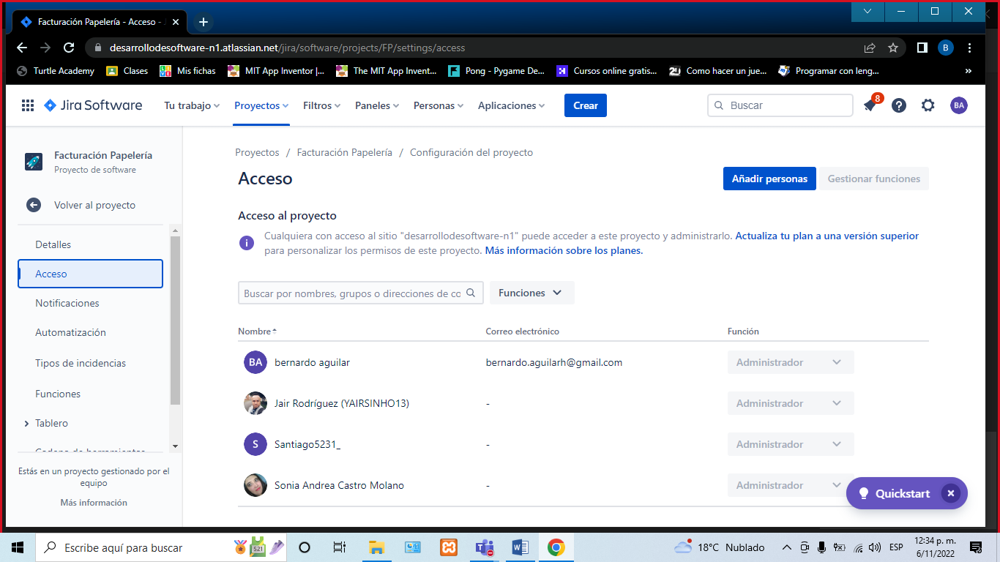 Facturación Papelería - Acceso - J
desarrollodesoftware-n1.atlassian.net/jira/software/projects/FP/settings/access
B
Turtle Academy
Clases
Mis fichas
MIT App Inventor |...
The MIT App Invent...
Pong - Pygame De...
Cursos online gratis...
Como hacer un jue...
Programar con leng...
»
Jira Software
Tu trabajo
Proyectos
Filtros
Paneles
Personas
Aplicaciones
Crear
Buscar
8
BA
Facturación Papelería
Proyecto de software
Volver al proyecto
Detalles
Acceso
Notificaciones
Automatización
Tipos de incidencias
Funciones
Tablero
Cadena de herramientas
Estás en un proyecto gestionado por el
equipo
Más información
Proyectos / Facturación Papelería / Configuración del proyecto
Acceso
Añadir personas
Gestionar funciones
Acceso al proyecto
Cualquiera con acceso al sitio "desarrollodesoftware-n1" puede acceder a este proyecto y administrarlo. Actualiza tu plan a una versión superior
para personalizar los permisos de este proyecto. Más información sobre los planes.
Buscar por nombres, grupos o direcciones de co
Funciones
Nombre Correo electrónico Función
BA bernardo aguilar bernardo.aguilarh@gmail.com Administrador
Jair Rodríguez (YAIRSINHO13) - Administrador
S Santiago5231_ - Administrador
Sonia Andrea Castro Molano - Administrador
Quickstart
Escribe aquí para buscar
521
18°C Nublado
ESP
12:34 p. m.
6/11/2022